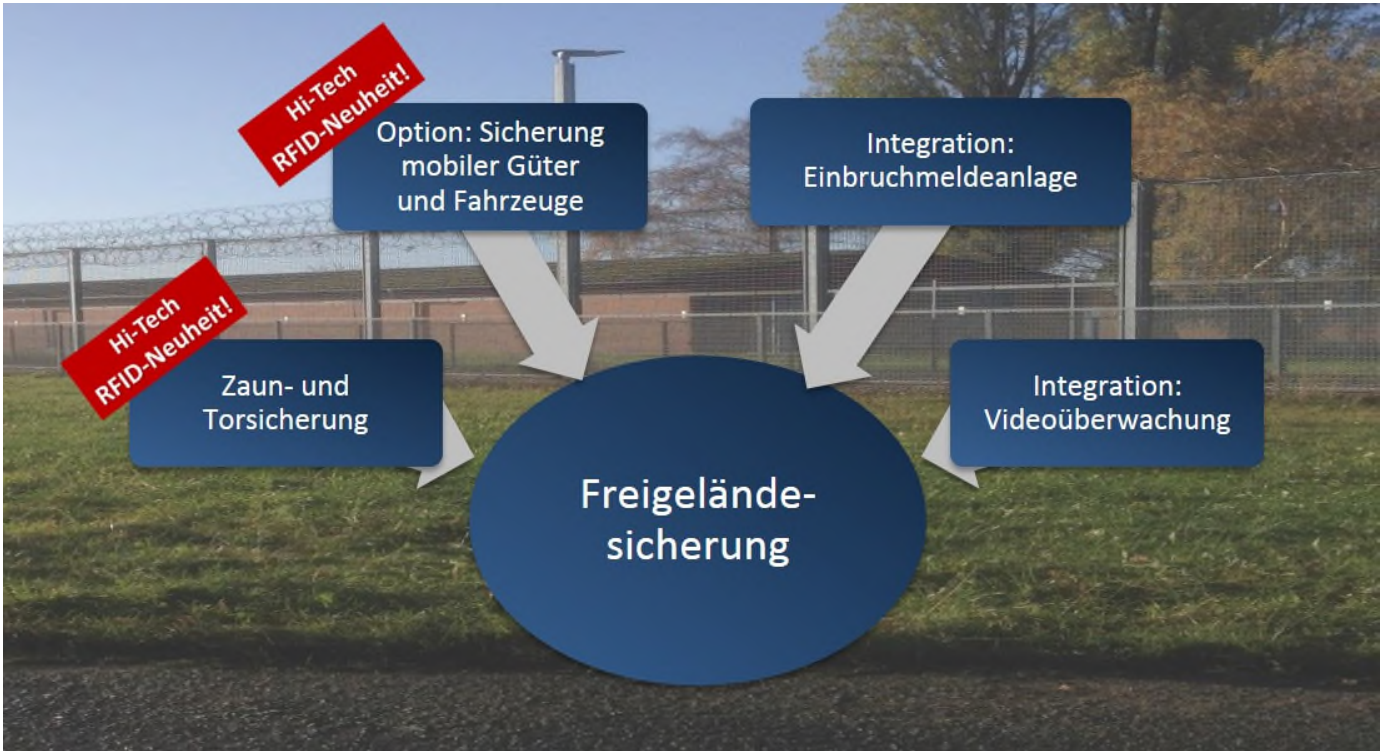 Hi-Tech
RFID-Neuheit!
Option: Sicherung
mobiler Güter
und Fahrzeuge
Integration:
Einbruchmeldeanlage
Hi-Tech
RFID-Neuheit!
Zaun- und
Torsicherung
Integration:
Videoüberwachung
Freigelände-
sicherung